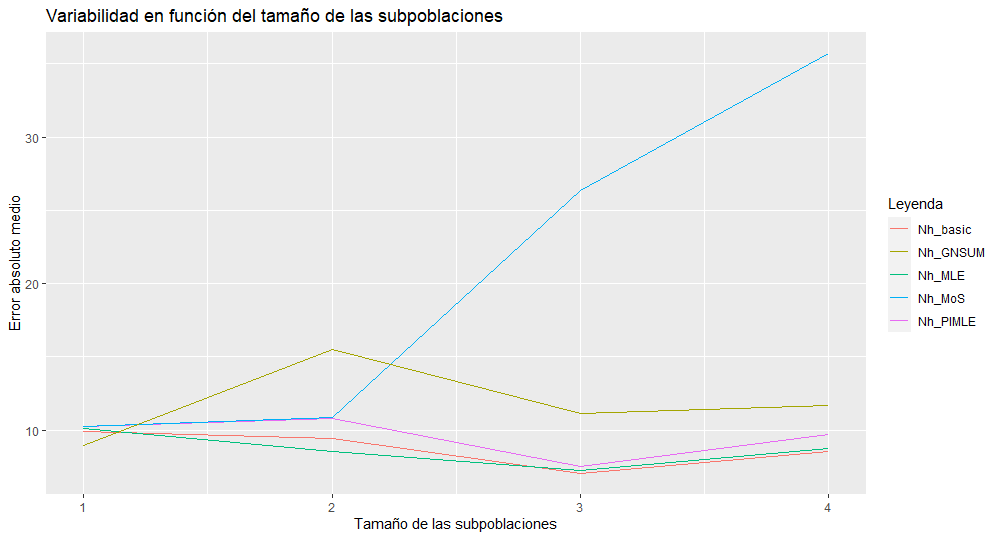 Variabilidad en función del tamaño de las subpoblaciones
Error absoluto medio
30
20
10
1 2 3 4
Tamaño de las subpoblaciones
Leyenda
Nh_basic
Nh_GNSUM
Nh_MLE
Nh_MoS
Nh_PIMLE